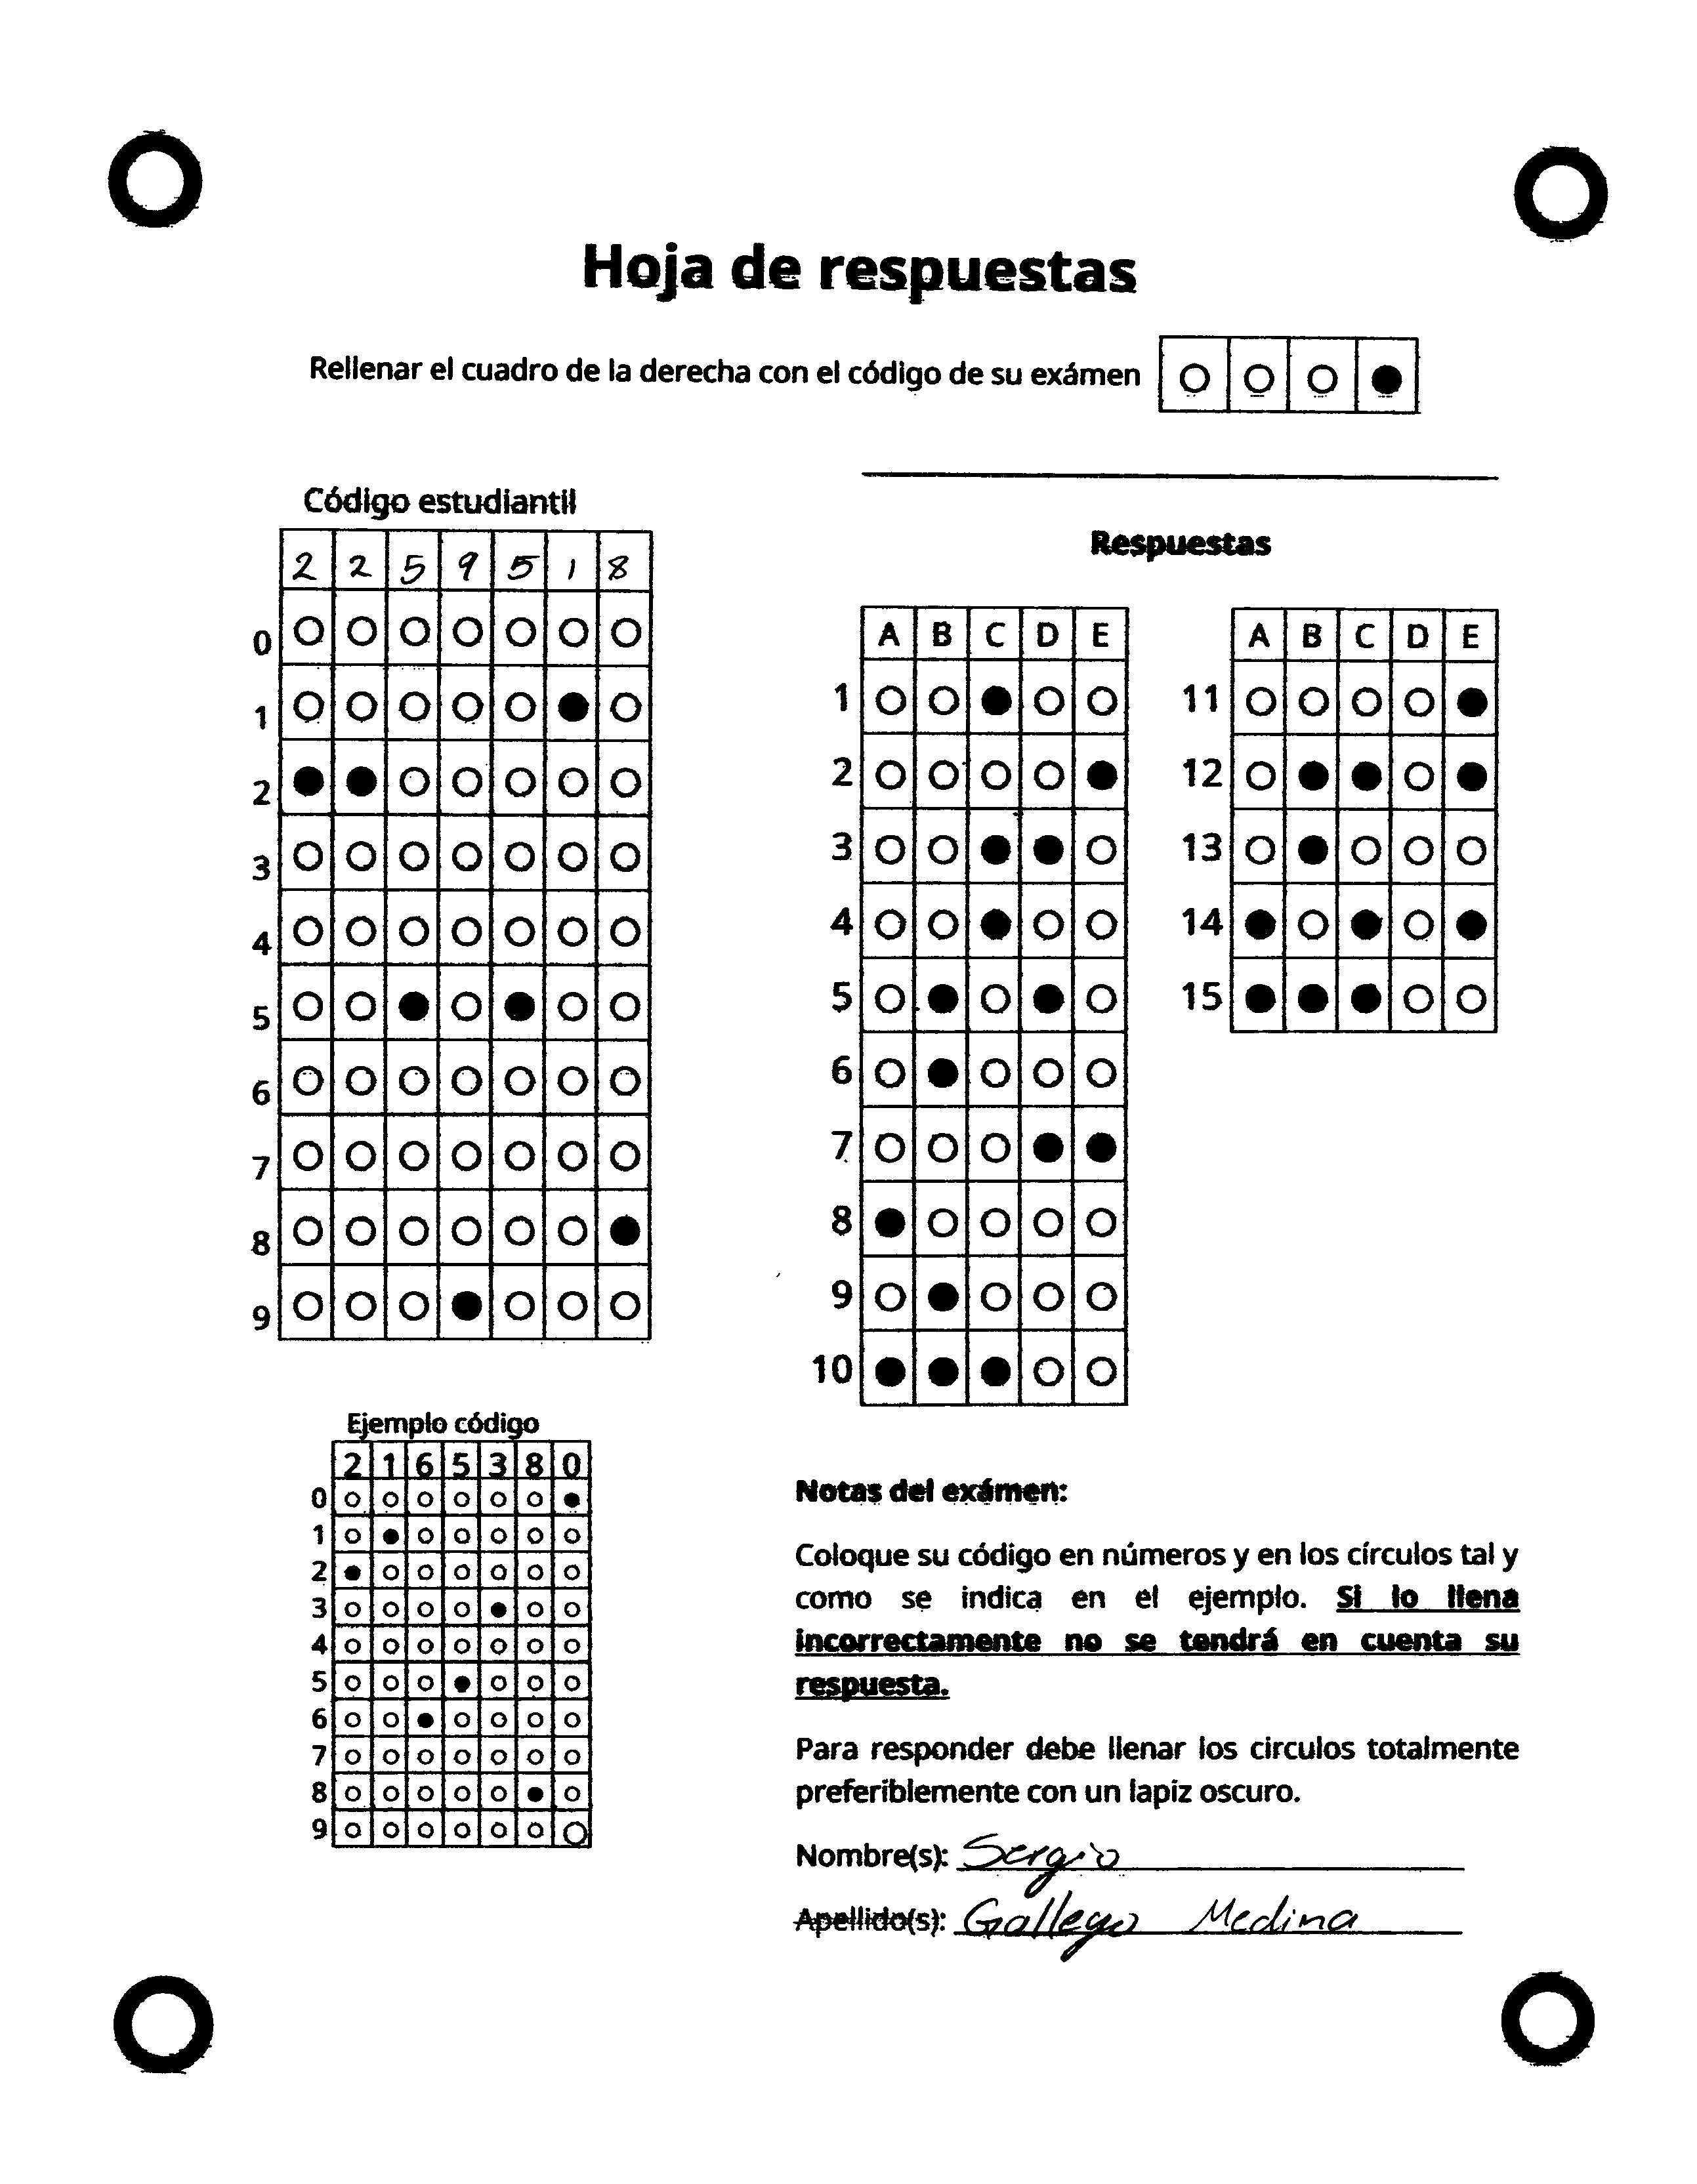 Hoja de respuestas
Rellenar el cuadro de la derecha con el código de su exámen
Código estudiantil
2 2 5 9 5 1 8
0
1
2
3
4
5
6
7
8
9
Respuestas
A B C D E
1
2
3
4
5
6
7
8
9
10
A B C D E
11
12
13
14
15
Ejemplo código
2 1 6 5 3 8 0
0
1
2
3
4
5
6
7
8
9
Notas del exámen:
Coloque su código en números y en los círculos tal y
como se indica en el ejemplo. Si lo llena
incorrectamente no se tendrá en cuenta su
respuesta.
Para responder debe llenar los circulos totalmente
preferiblemente con un lapiz oscuro.
Nombre(s): Sergio
Apellido(s): Gallego Medina